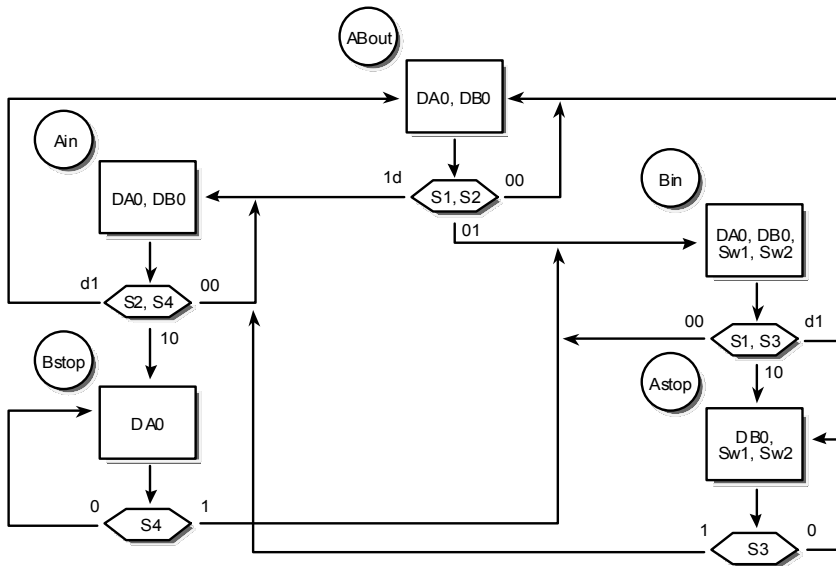 ABout
DA0, DB0
Ain
1d
S1, S2
00
Bin
DA0, DB0
01
DA0, DB0,
Sw1, Sw2
d1
S2, S4
00
10
00
S1, S3
d1
10
Bstop
Astop
DA0
DB0,
Sw1, Sw2
0
S4
1
1
S3
0